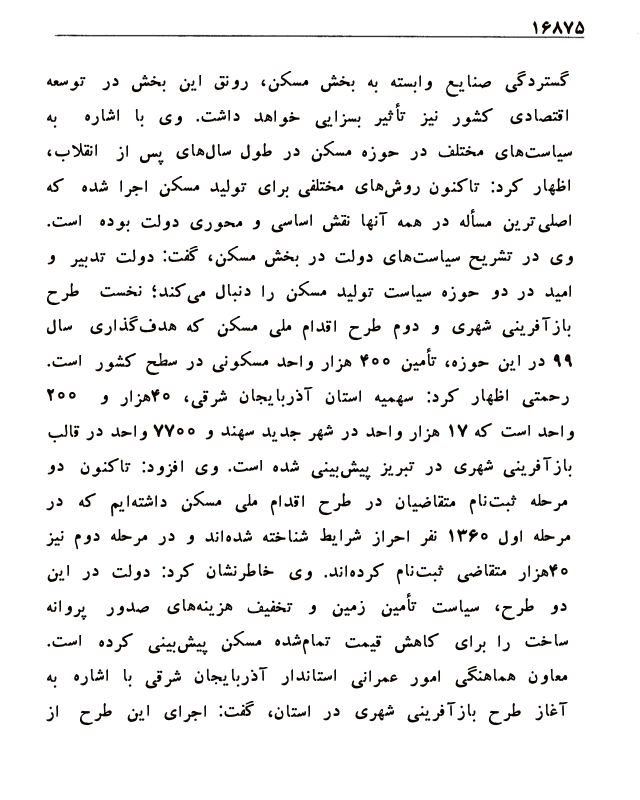 ۱۶۸۷۵
گستردگی صنایع وابسته به بخش مسکن، رونق این بخش در توسعه
اقتصادی کشور نیز تأثیر بسزایی خواهد داشت. وی با اشاره به
سیاست‌های مختلف در حوزه مسکن در طول سال‌های پس از انقلاب،
اظهار کرد: تاکنون روش‌های مختلفی برای تولید مسکن اجرا شده که
اصلی‌ترین مسأله در همه آنها نقش اساسی و محوری دولت بوده است.
وی در تشریح سیاست‌های دولت در بخش مسکن، گفت: دولت تدبیر و
امید در دو حوزه سیاست تولید مسکن را دنبال می‌کند؛ نخست طرح
بازآفرینی شهری و دوم طرح اقدام ملی مسکن که هدف‌گذاری سال
۹۹ در این حوزه، تأمین ۴۰۰ هزار واحد مسکونی در سطح کشور است.
رحمتی اظهار کرد: سهمیه استان آذربایجان شرقی، ۴۰هزار و ۲۰۰
واحد است که ۱۷ هزار واحد در شهر جدید سهند و ۷۷۰۰ واحد در قالب
بازآفرینی شهری در تبریز پیش‌بینی شده است. وی افزود: تاکنون دو
مرحله ثبت‌نام متقاضیان در طرح اقدام ملی مسکن داشته‌ایم که در
مرحله اول ۱۳۶۰ نفر احراز شرایط شناخته شده‌اند و در مرحله دوم نیز
۴۰هزار متقاضی ثبت‌نام کرده‌اند. وی خاطرنشان کرد: دولت در این
دو طرح، سیاست تأمین زمین و تخفیف هزینه‌های صدور پروانه
ساخت را برای کاهش قیمت تمام‌شده مسکن پیش‌بینی کرده است.
معاون هماهنگی امور عمرانی استاندار آذربایجان شرقی با اشاره به
آغاز طرح بازآفرینی شهری در استان، گفت: اجرای این طرح از